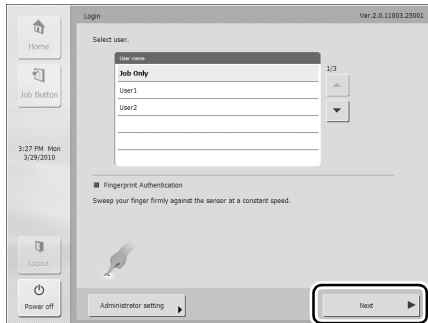 Login
Ver.2.0.11003.25001
Home
Job Button
3:27 PM Mon
3/29/2010
Logout
Power off
Select user.
User name
Job Only
User1
User2
1/3
Fingerprint Authentication
Sweep your finger firmly against the sensor at a constant speed.
Administrator setting
Next